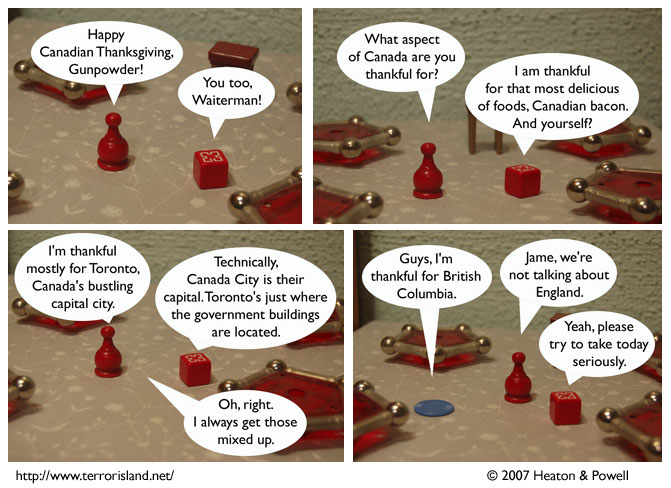 Happy
Canadian Thanksgiving,
Gunpowder!
You too,
Waiterman!
What aspect
of Canada are you
thankful for?
I am thankful
for that most delicious
of foods, Canadian bacon.
And yourself?
I'm thankful
mostly for Toronto,
Canada's bustling
capital city.
Technically,
Canada City is their
capital. Toronto's just where
the government buildings
are located.
Oh, right.
I always get those
mixed up.
Guys, I'm
thankful for British
Columbia.
Jame, we're
not talking about
England.
Yeah, please
try to take today
seriously.
http://www.terrorisland.net/
© 2007 Heaton & Powell